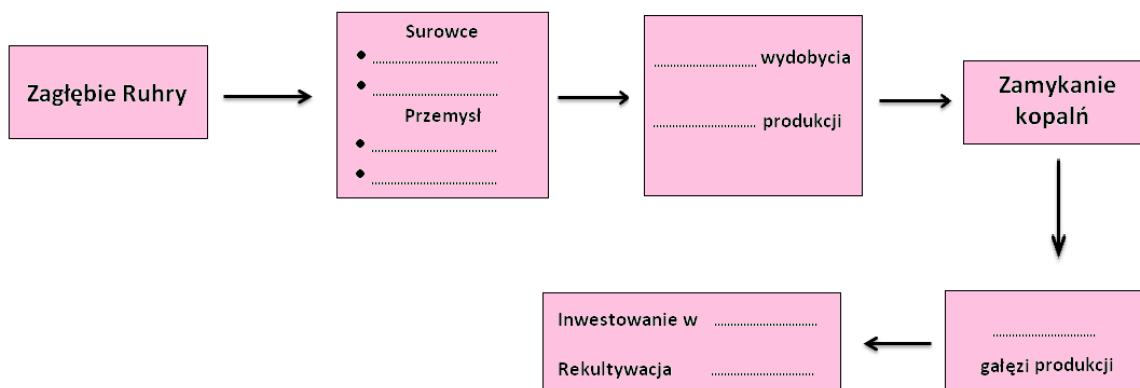 Zagłębie Ruhry
Surowce
• ........................................
• ........................................
Przemysł
• ........................................
• ........................................
................................. wydobycia
................................. produkcji
Zamykanie
kopalń
.................................
gałęzi produkcji
Inwestowanie w .................................
Rekultywacja .................................